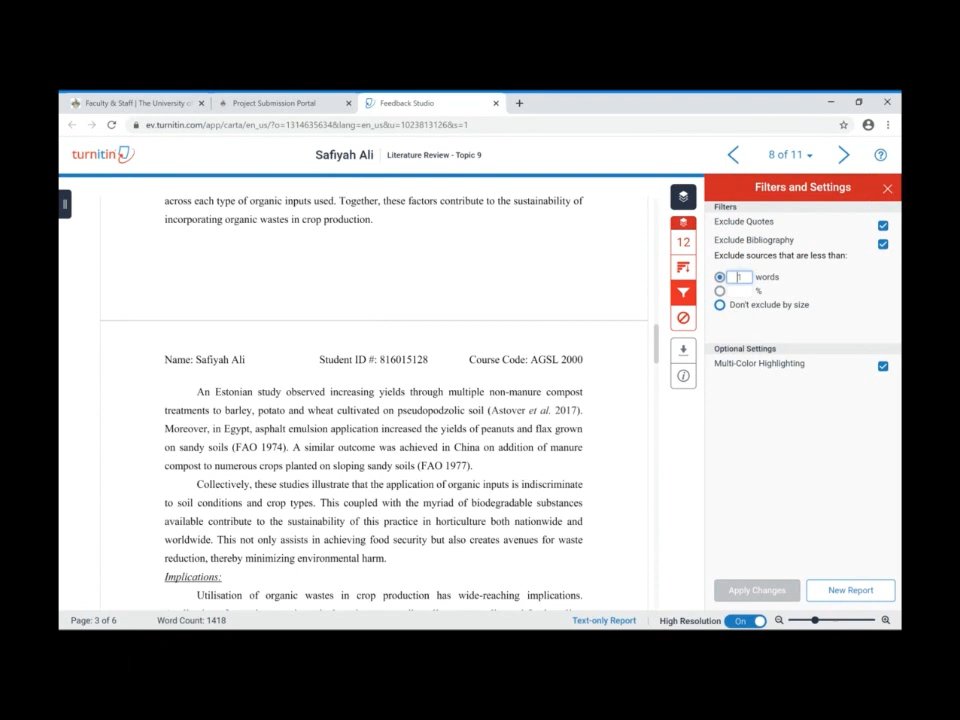 Faculty & Staff | The University o
Project Submission Portal
Feedback Studio
ev.turnitin.com/app/carta/en_us/?o=1314635634&lang=en_us&u=1023813126&s=1
turnitin
Safiyah Ali
Literature Review - Topic 9
8 of 11
across each type of organic inputs used. Together, these factors contribute to the sustainability of
incorporating organic wastes in crop production.
Name: Safiyah Ali Student ID #: 816015128 Course Code: AGSL 2000
An Estonian study observed increasing yields through multiple non-manure compost
treatments to barley, potato and wheat cultivated on pseudopodzolic soil (Astover et al. 2017).
Moreover, in Egypt, asphalt emulsion application increased the yields of peanuts and flax grown
on sandy soils (FAO 1974). A similar outcome was achieved in China on addition of manure
compost to numerous crops planted on sloping sandy soils (FAO 1977).
Collectively, these studies illustrate that the application of organic inputs is indiscriminate
to soil conditions and crop types. This coupled with the myriad of biodegradable substances
available contribute to the sustainability of this practice in horticulture both nationwide and
worldwide. This not only assists in achieving food security but also creates avenues for waste
reduction, thereby minimizing environmental harm.
Implications:
Utilisation of organic wastes in crop production has wide-reaching implications.
12
Filters and Settings
Filters
Exclude Quotes
Exclude Bibliography
Exclude sources that are less than:
1 words
%
Don't exclude by size
Optional Settings
Multi-Color Highlighting
Apply Changes
New Report
Page: 3 of 6
Word Count: 1418
Text-only Report
High Resolution
On